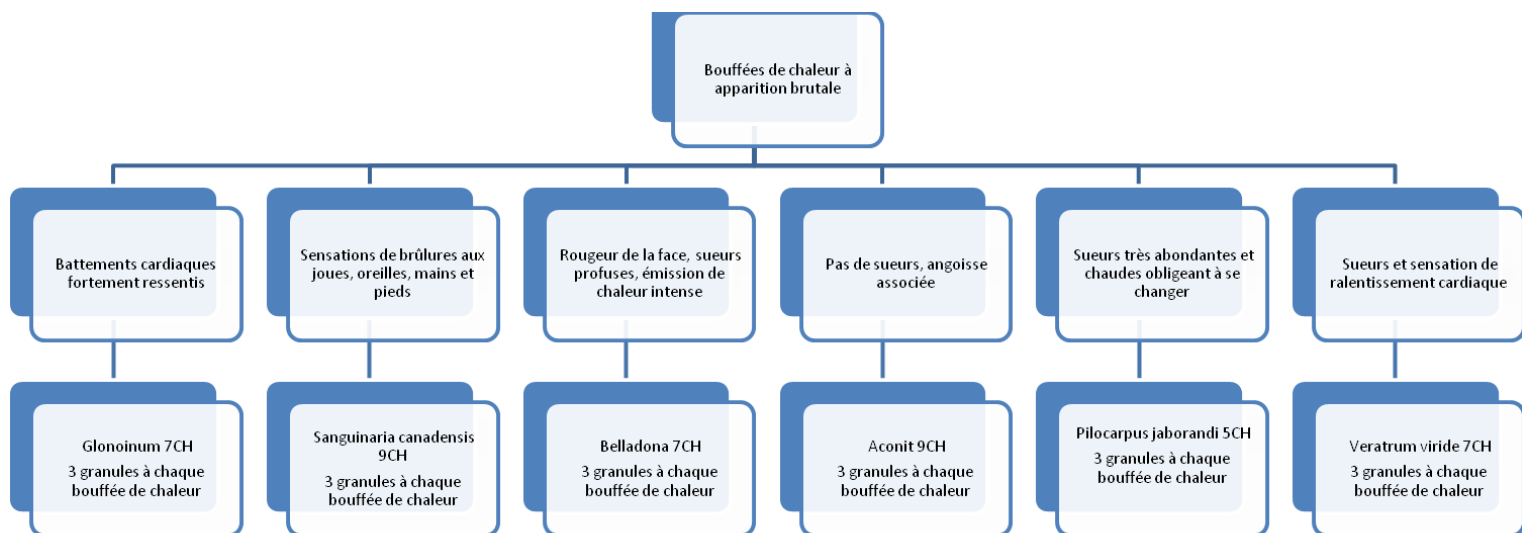 Bouffées de chaleur à
apparition brutale
Battements cardiaques
fortement ressentis
Sensations de brûlures aux
joues, oreilles, mains et
pieds
Rougeur de la face, sueurs
profuses, émission de
chaleur intense
Pas de sueurs, angoisse
associée
Sueurs très abondantes et
chaudes obligeant à se
changer
Sueurs et sensation de
ralentissement cardiaque
Glonoinum 7CH
3 granules à chaque
bouffée de chaleur
Sanguinaria canadensis
9CH
3 granules à chaque
bouffée de chaleur
Belladona 7CH
3 granules à chaque
bouffée de chaleur
Aconit 9CH
3 granules à chaque
bouffée de chaleur
Pilocarpus jaborandi 5CH
3 granules à chaque
bouffée de chaleur
Veratrum viride 7CH
3 granules à chaque
bouffée de chaleur